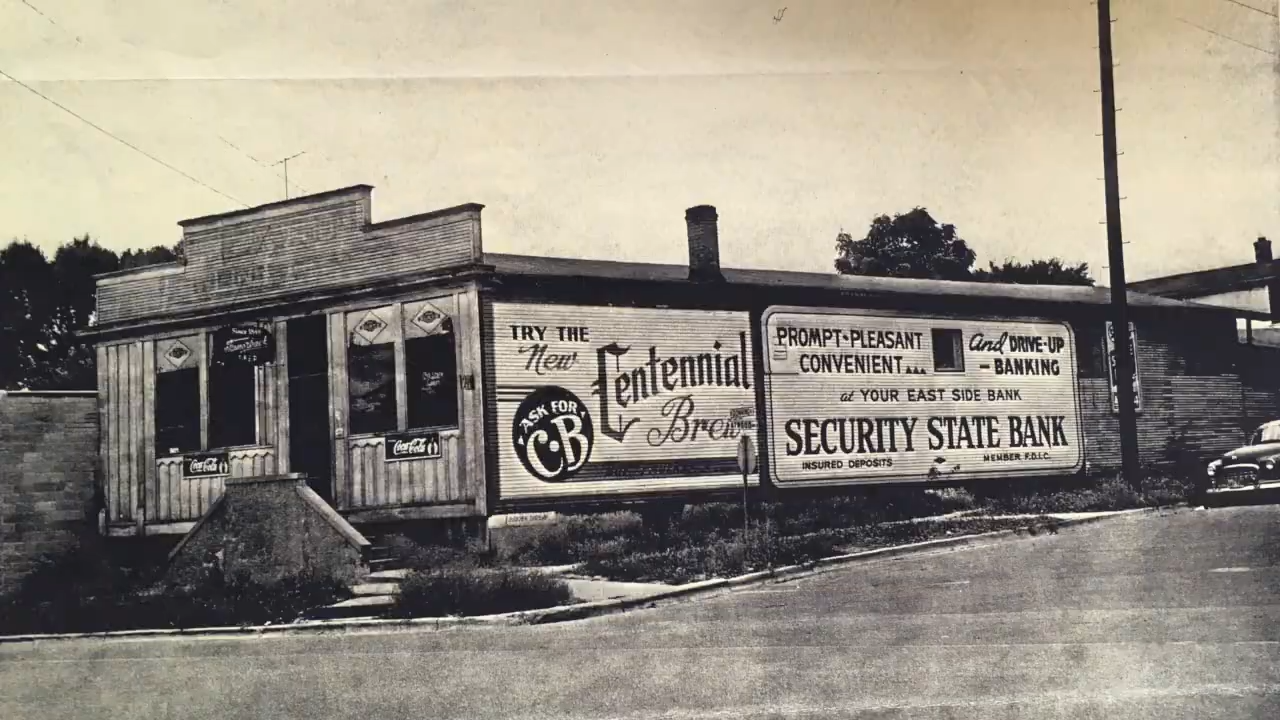 Coca-Cola
Coca-Cola
TRY THE
New
Centennial
Brew
ASK FOR
CB
PROMPT-PLEASANT
CONVENIENT...
And DRIVE-UP
- BANKING
at YOUR EAST SIDE BANK
SECURITY STATE BANK
INSURED DEPOSITS
MEMBER F.D.I.C.